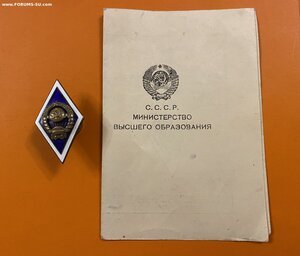 www.FORUMS-SU.com
С. С. С. Р.
МИНИСТЕРСТВО
ВЫСШЕГО ОБРАЗОВАНИЯ